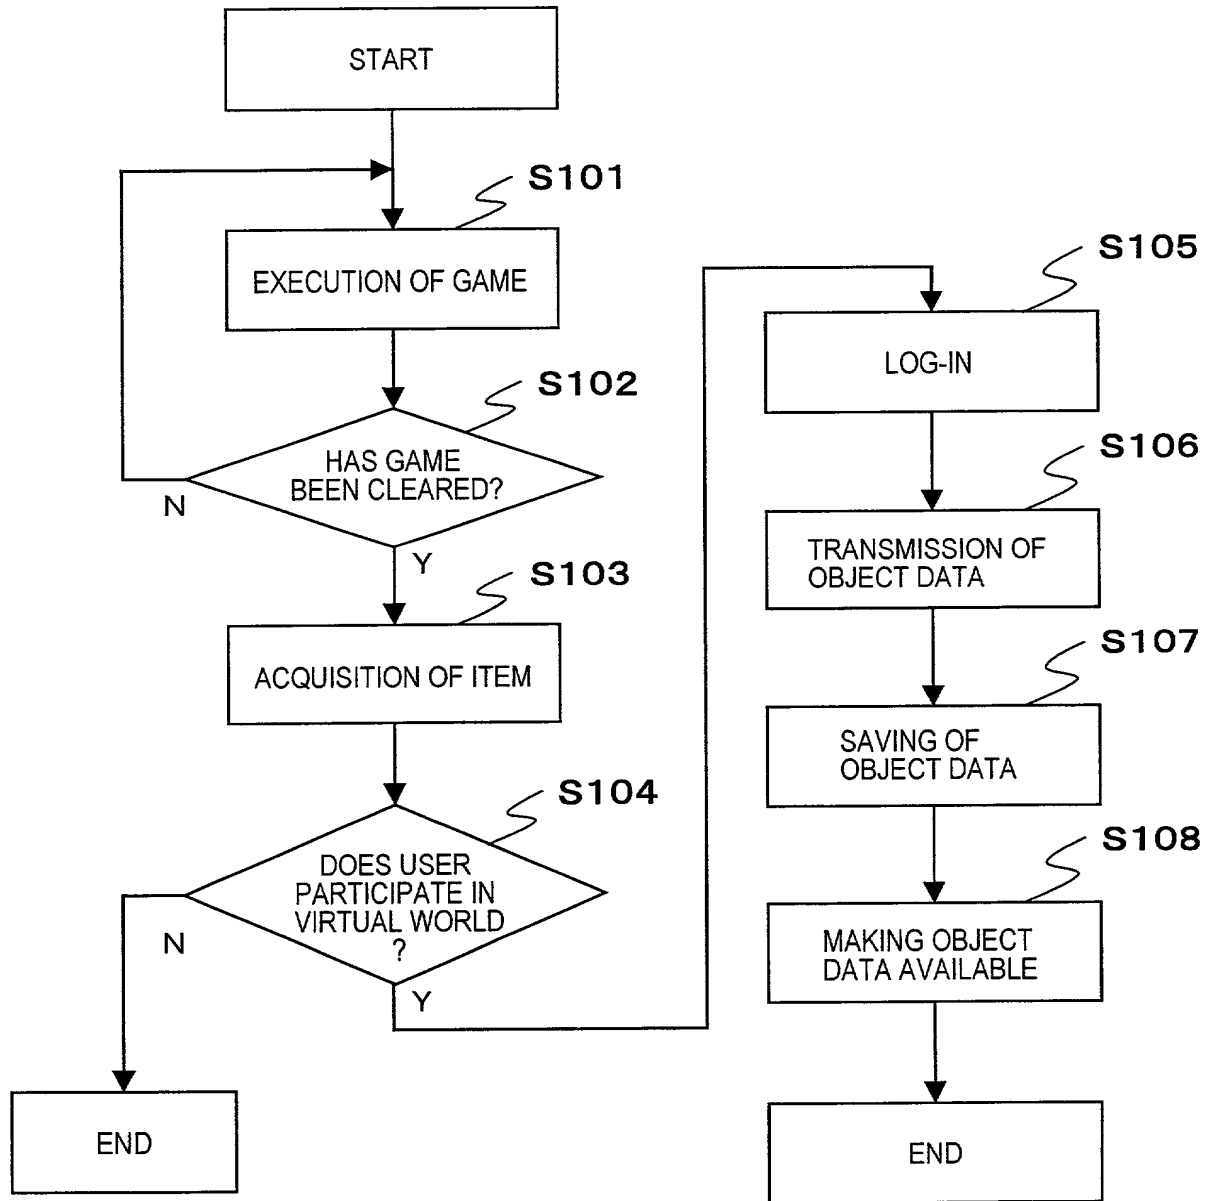 START
S101
EXECUTION OF GAME
S102
HAS GAME
BEEN CLEARED?
N
Y
S103
ACQUISITION OF ITEM
S104
DOES USER
PARTICIPATE IN
VIRTUAL WORLD
?
N
Y
END
S105
LOG-IN
S106
TRANSMISSION OF
OBJECT DATA
S107
SAVING OF
OBJECT DATA
S108
MAKING OBJECT
DATA AVAILABLE
END